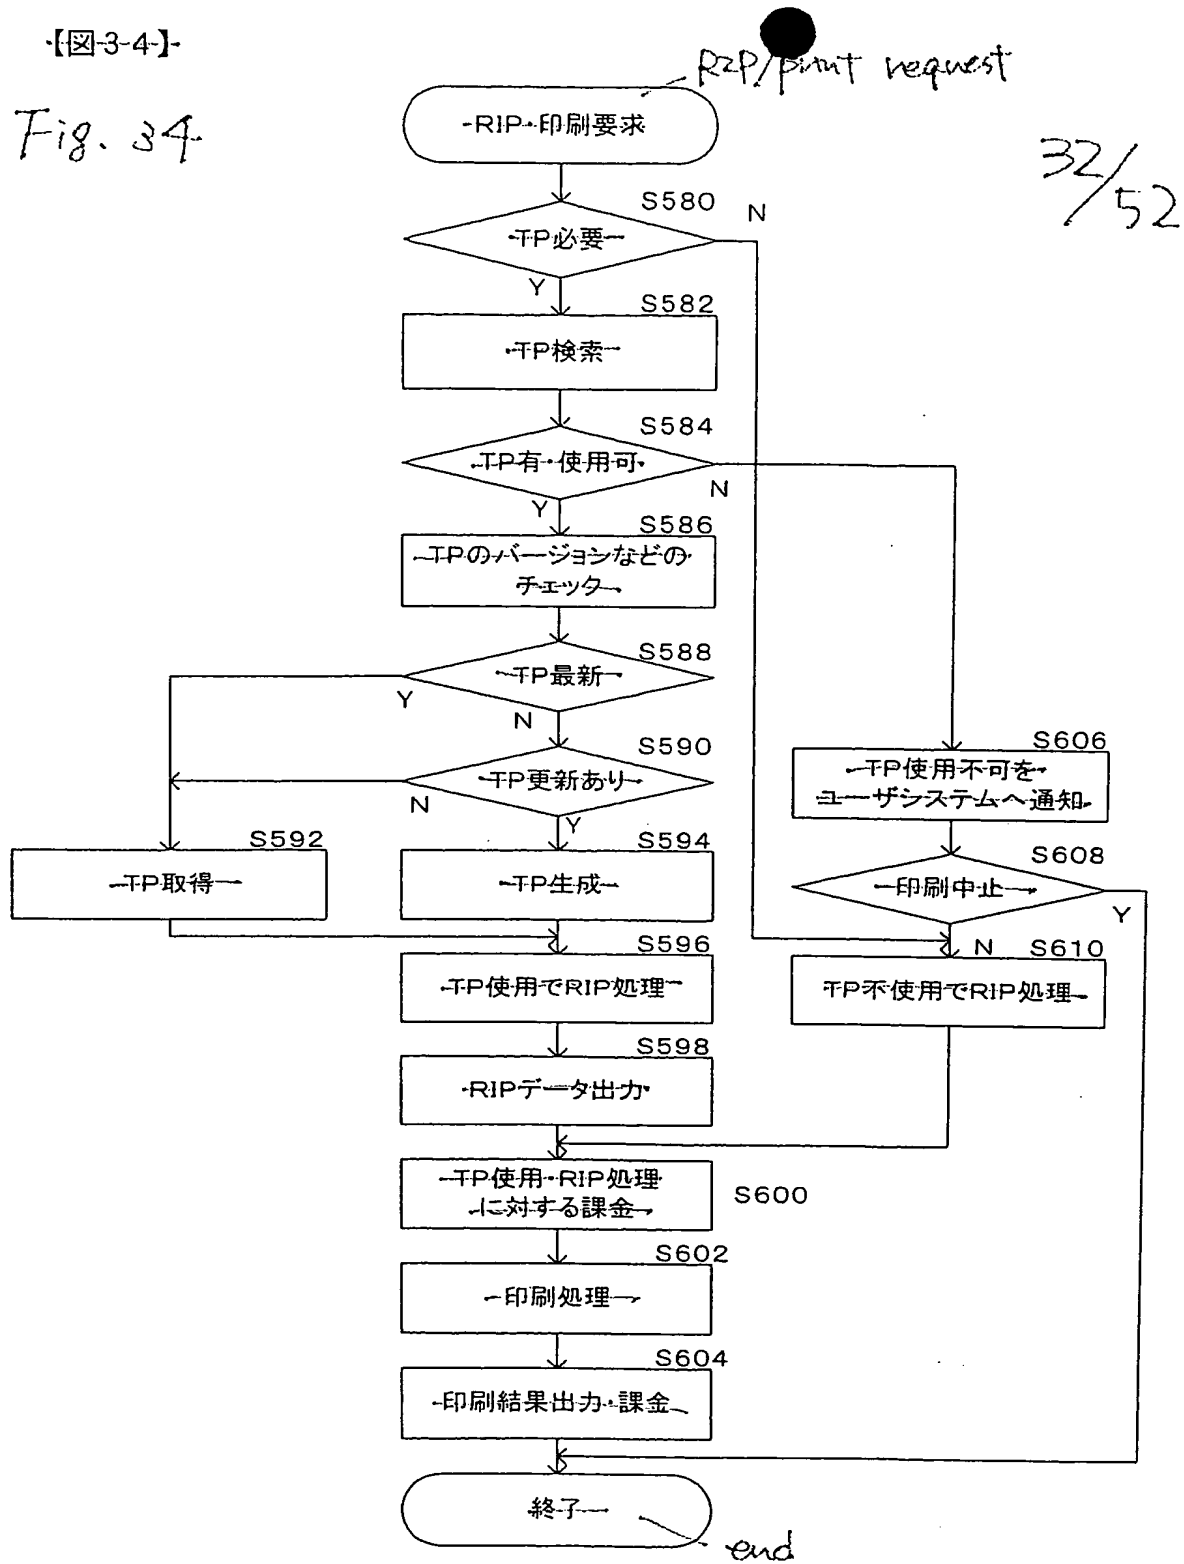 【図34】
RIP/print request
Fig. 34
RIP・印刷要求
32/52
S580
N
TP必要
Y
S582
TP検索
S584
TP有・使用可
N
Y
S586
TPのバージョンなどの
チェック
S588
TP最新
Y
N
S590
TP更新あり
N
Y
S606
TP使用不可を
ユーザシステムへ通知
S592
TP取得
S594
TP生成
S608
印刷中止
Y
N
S596
TP使用でRIP処理
S610
TP不使用でRIP処理
S598
RIPデータ出力
TP使用・RIP処理
に対する課金
S600
S602
印刷処理
S604
印刷結果出力・課金
終了
end